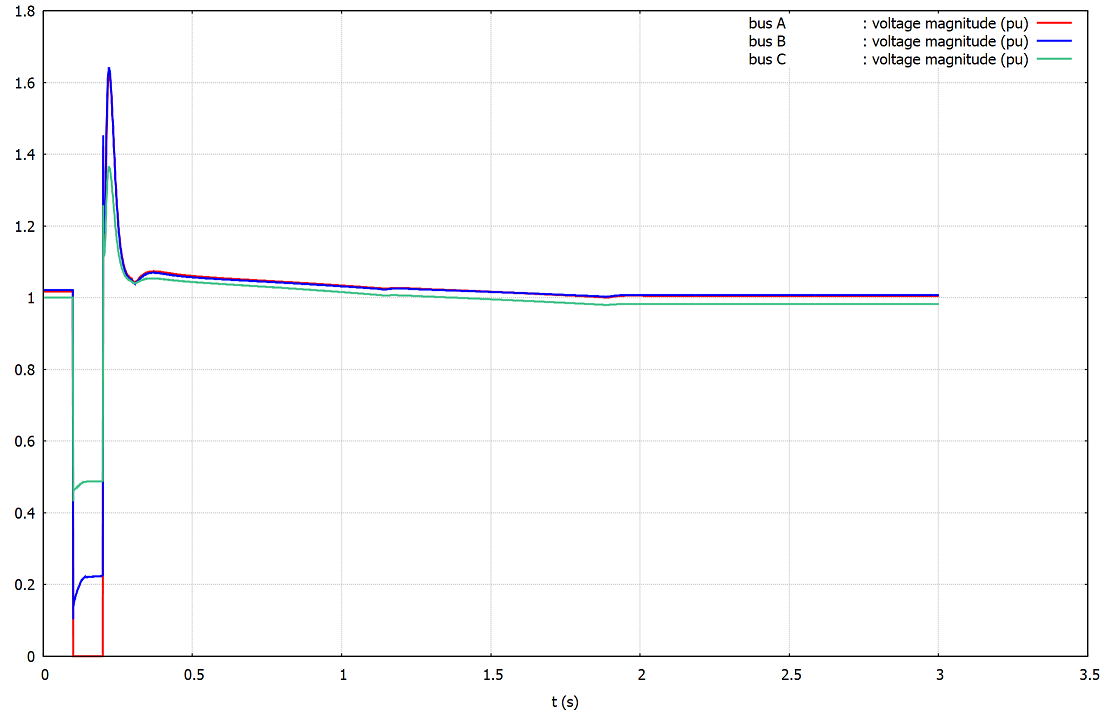 1.8
1.6
1.4
1.2
1
0.8
0.6
0.4
0.2
0
bus A : voltage magnitude (pu)
bus B : voltage magnitude (pu)
bus C : voltage magnitude (pu)
0 0.5 1 1.5 2 2.5 3 3.5
t (s)